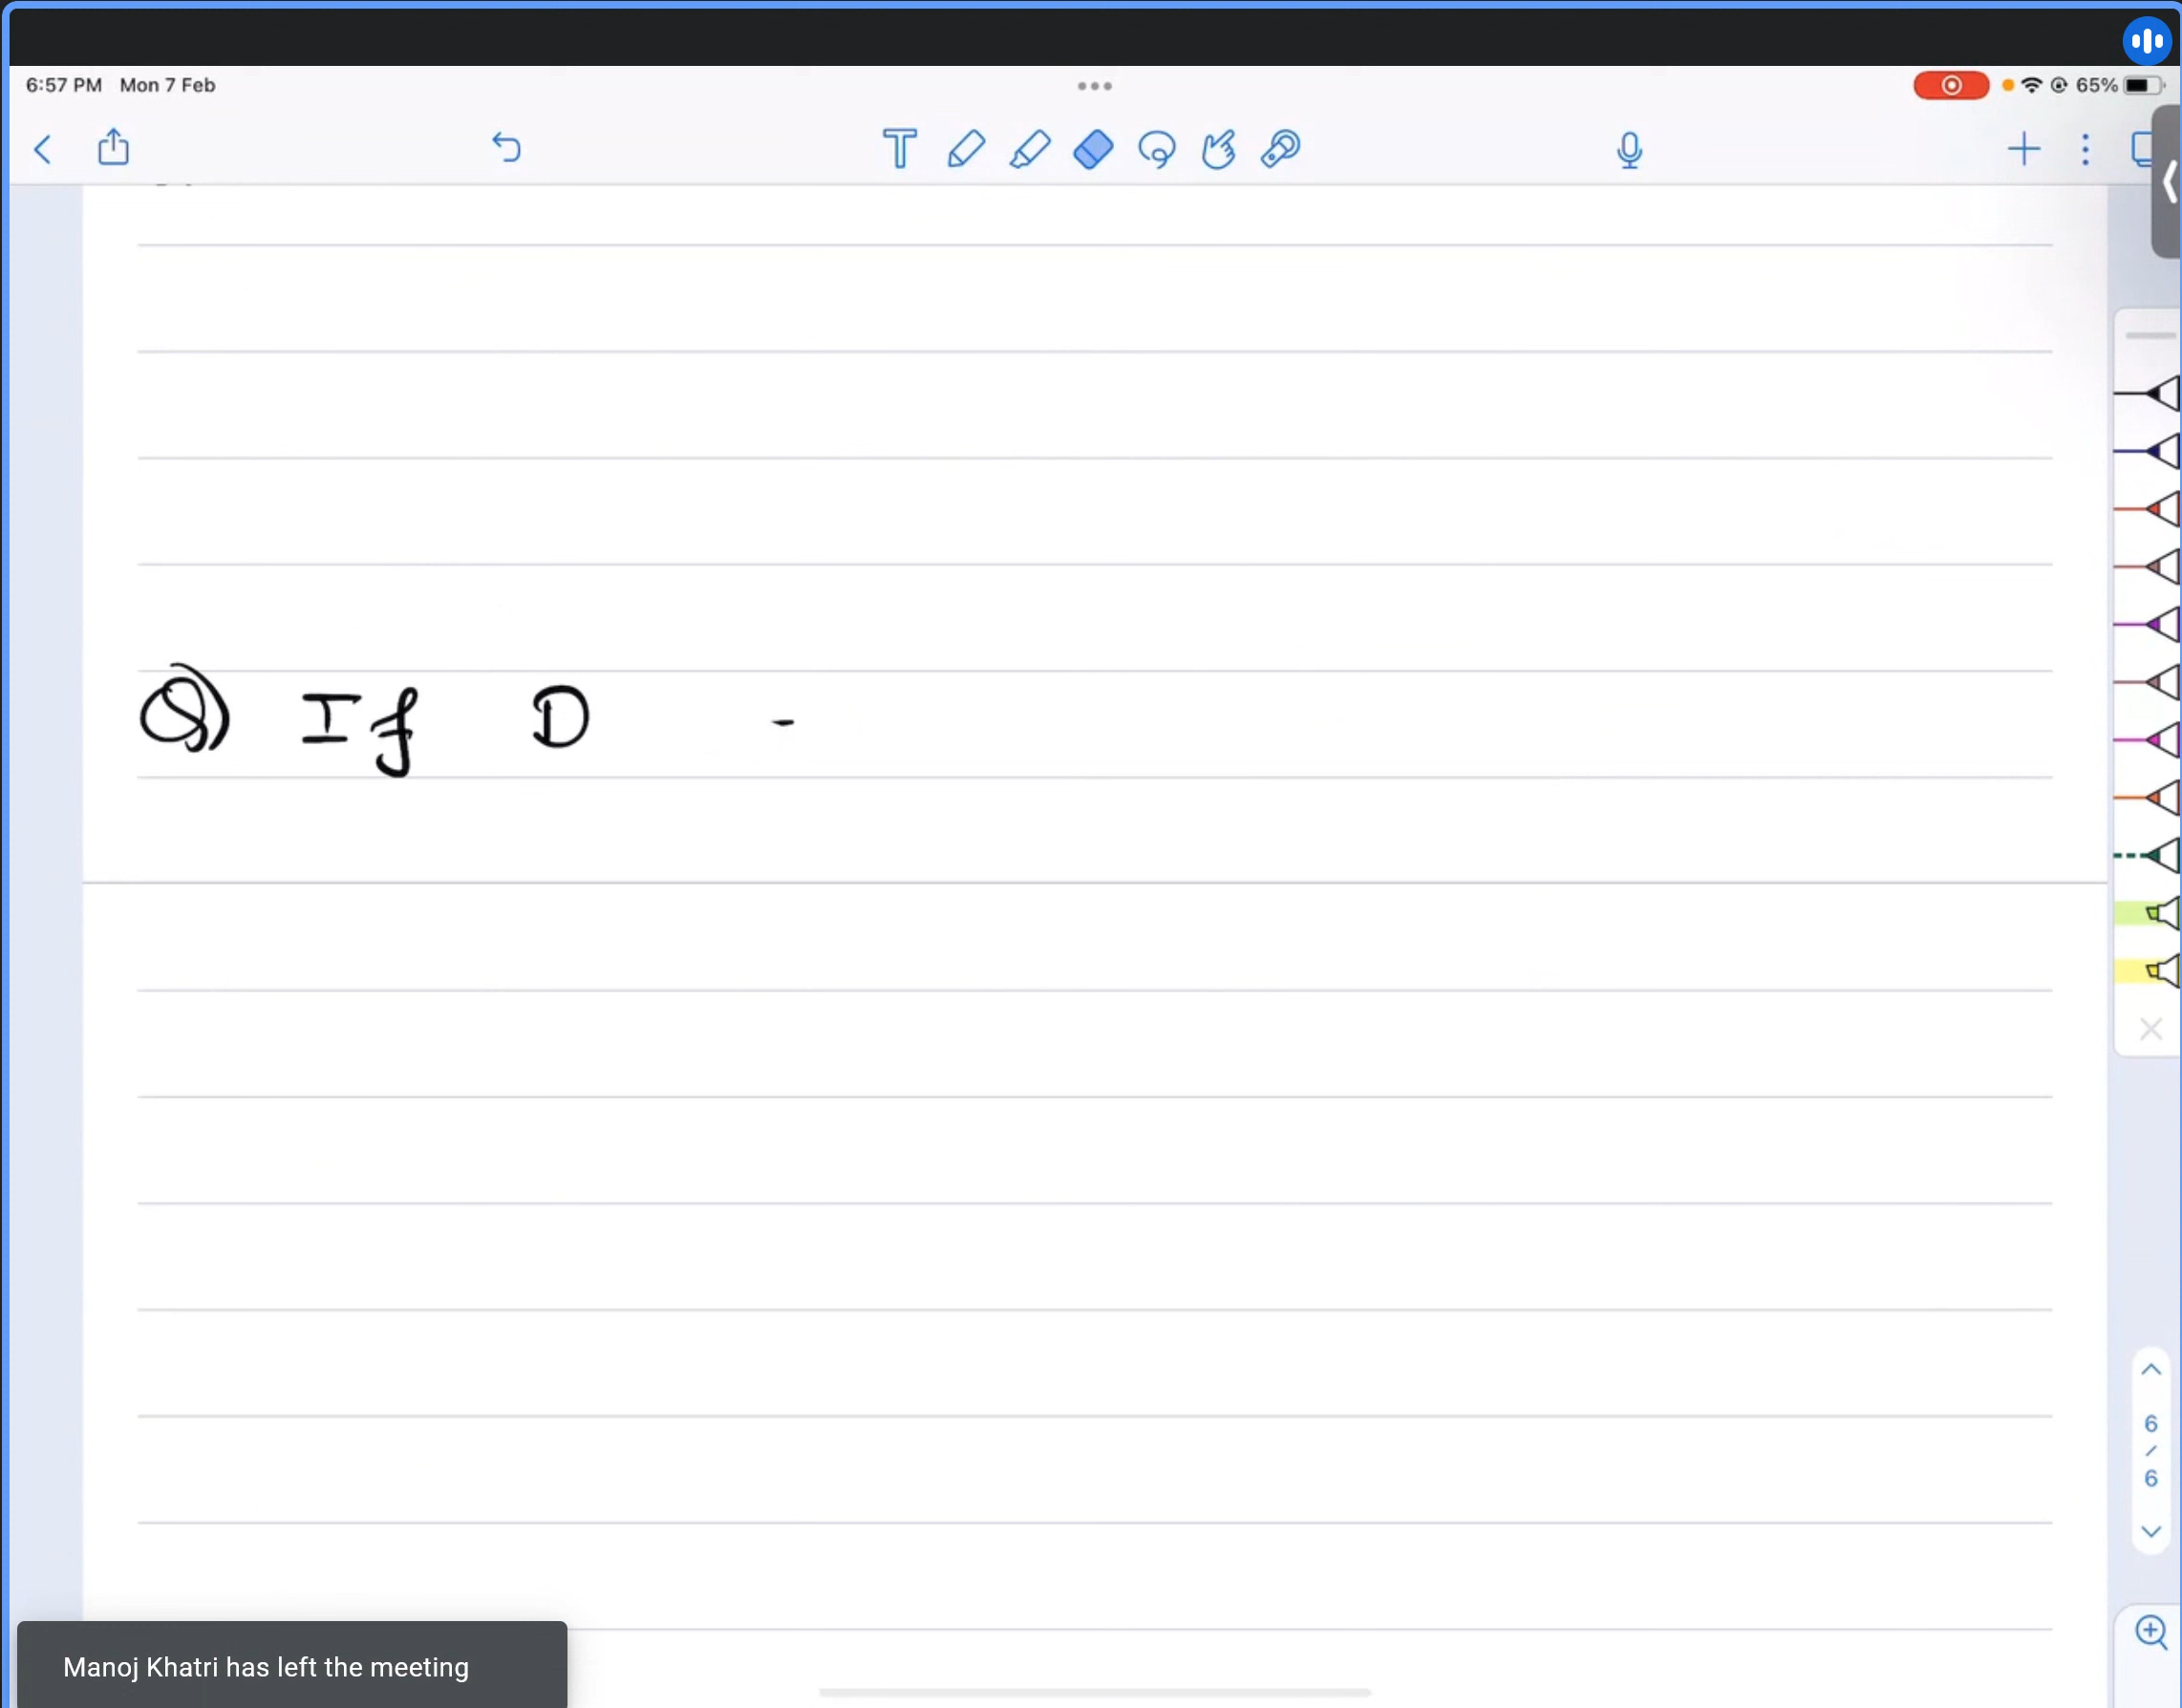 6:57 PM Mon 7 Feb
65%
Q) If D -
6
/
6
Manoj Khatri has left the meeting